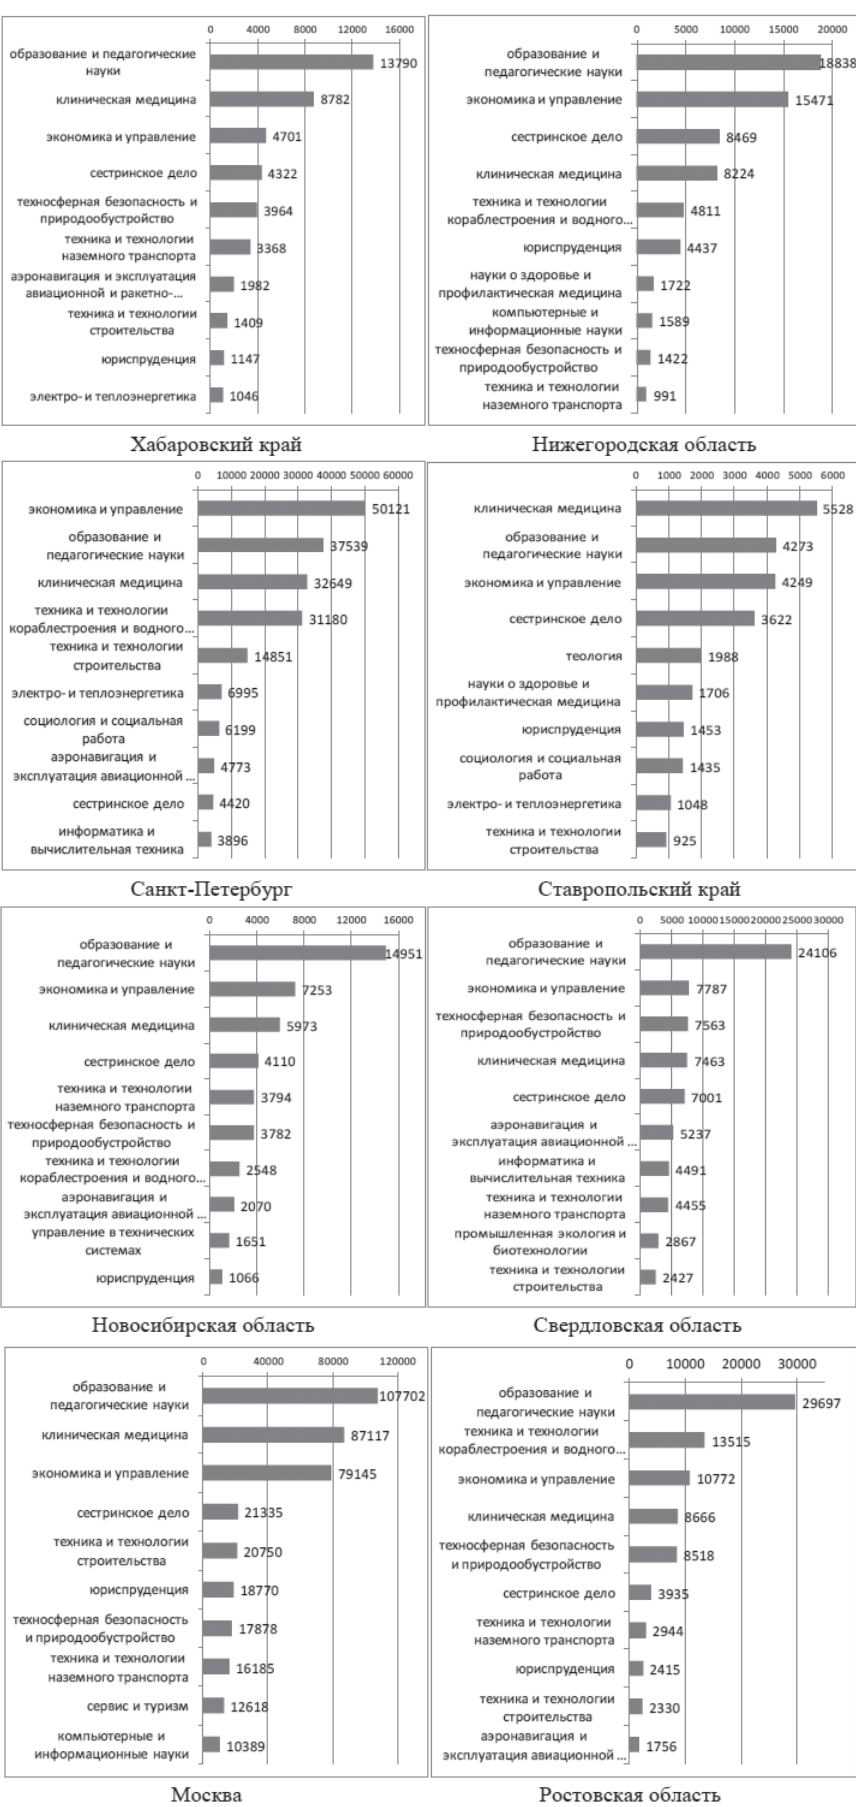 0 4000 8000 12000 16000
образование и педагогические
науки
13790
клиническая медицина
8782
экономика и управление
4701
сестринское дело
4322
техносферная безопасность и
природообустройство
3964
техника и технологии
наземного транспорта
3368
аэронавигация и эксплуатация
авиационной и ракетно-...
1982
техника и технологии
строительства
1409
юриспруденция
1147
электро- и теплоэнергетика
1046
Хабаровский край
0 5000 10000 15000 20000
образование и
педагогические науки
18838
экономика и управление
15471
сестринское дело
8469
клиническая медицина
8224
техника и технологии
кораблестроения и водного...
4811
юриспруденция
4437
науки о здоровье и
профилактическая медицина
1722
компьютерные и
информационные науки
1589
техносферная безопасность и
природообустройство
1422
техника и технологии
наземного транспорта
991
Нижегородская область
0 10000 20000 30000 40000 50000 60000
экономика и управление
50121
образование и
педагогические науки
37539
клиническая медицина
32649
техника и технологии
кораблестроения и водного...
31180
техника и технологии
строительства
14851
электро- и теплоэнергетика
6995
социология и социальная
работа
6199
аэронавигация и
эксплуатация авиационной ...
4773
сестринское дело
4420
информатика и
вычислительная техника
3896
Санкт-Петербург
0 1000 2000 3000 4000 5000 6000
клиническая медицина
5528
образование и
педагогические науки
4273
экономика и управление
4249
сестринское дело
3622
теология
1988
науки о здоровье и
профилактическая медицина
1706
юриспруденция
1453
социология и социальная
работа
1435
электро- и теплоэнергетика
1048
техника и технологии
строительства
925
Ставропольский край
0 4000 8000 12000 16000
образование и
педагогические науки
14951
экономика и управление
7253
клиническая медицина
5973
сестринское дело
4110
техника и технологии
наземного транспорта
3794
техносферная безопасность и
природообустройство
3782
техника и технологии
кораблестроения и водного...
2548
аэронавигация и
эксплуатация авиационной ...
2070
управление в технических
системах
1651
юриспруденция
1066
Новосибирская область
0 5000 10000 15000 20000 25000 30000
образование и
педагогические науки
24106
экономика и управление
7787
техносферная безопасность и
природообустройство
7563
клиническая медицина
7463
сестринское дело
7001
аэронавигация и
эксплуатация авиационной ...
5237
информатика и
вычислительная техника
4491
техника и технологии
наземного транспорта
4455
промышленная экология и
биотехнологии
2867
техника и технологии
строительства
2427
Свердловская область
0 40000 80000 120000
образование и
педагогические науки
107702
клиническая медицина
87117
экономика и управление
79145
сестринское дело
21335
техника и технологии
строительства
20750
юриспруденция
18770
техносферная безопасность
и природообустройство
17878
техника и технологии
наземного транспорта
16185
сервис и туризм
12618
компьютерные и
информационные науки
10389
Москва
0 10000 20000 30000
образование и
педагогические науки
29697
техника и технологии
кораблестроения и водного...
13515
экономика и управление
10772
клиническая медицина
8666
техносферная безопасность
и природообустройство
8518
сестринское дело
3935
техника и технологии
наземного транспорта
2944
юриспруденция
2415
техника и технологии
строительства
2330
аэронавигация и
эксплуатация авиационной ...
1756
Ростовская область